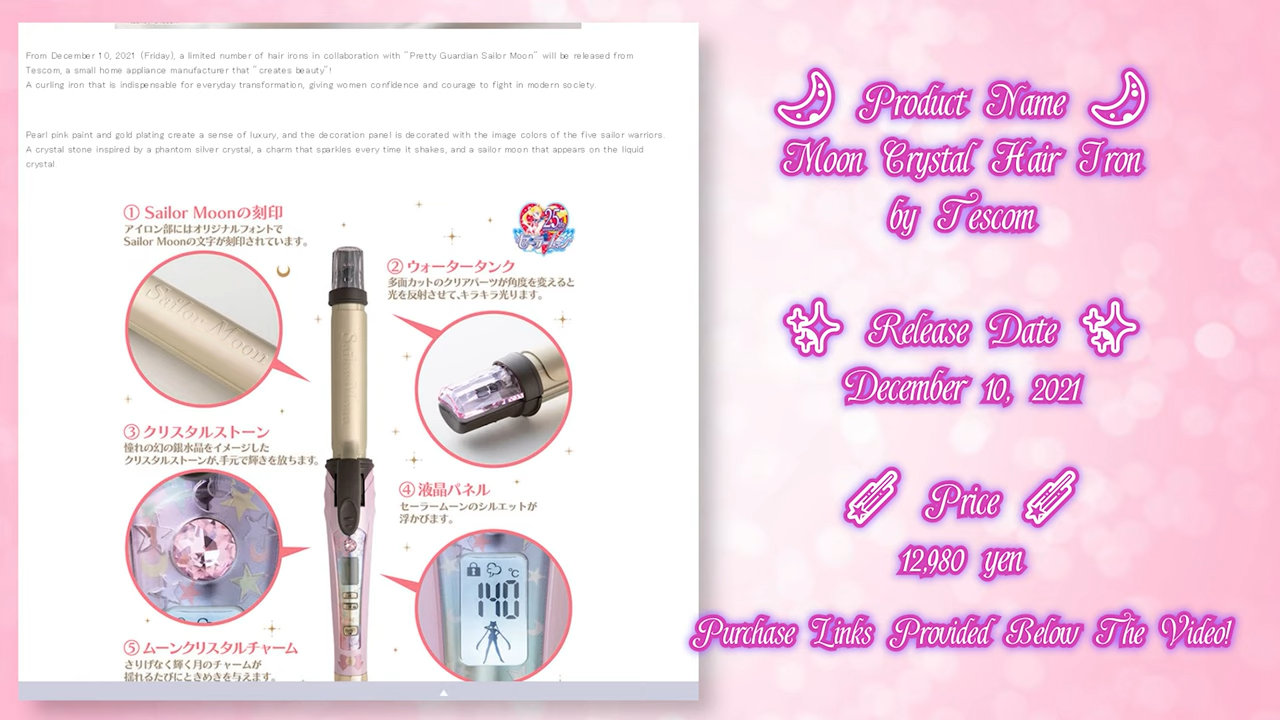 From December 10, 2021 (Friday), a limited number of hair irons in collaboration with "Pretty Guardian Sailor Moon" will be released from
Tescom, a small home appliance manufacturer that "creates beauty"!
A curling iron that is indispensable for everyday transformation, giving women confidence and courage to fight in modern society.
Pearl pink paint and gold plating create a sense of luxury, and the decoration panel is decorated with the image colors of the five sailor warriors.
A crystal stone inspired by a phantom silver crystal, a charm that sparkles every time it shakes, and a sailor moon that appears on the liquid
crystal.
① Sailor Moonの刻印
アイロン部にはオリジナルフォントで
Sailor Moonの文字が刻印されています。
Sailor Moon
25
② ウォータータンク
多面カットのクリアパーツが角度を変えると
光を反射させて、キラキラ光ります。
③ クリスタルストーン
憧れの幻の銀水晶をイメージした
クリスタルストーンが、手元で輝きを放ちます。
④ 液晶パネル
セーラームーンのシルエットが
浮かびます。
℃
140
⑤ ムーンクリスタルチャーム
さりげなく輝く月のチャームが
揺れるたびにときめきを与えます。
Product Name
Moon Crystal Hair Iron
by Tescom
Release Date
December 10, 2021
Price
12,980 yen
Purchase Links Provided Below The Video!